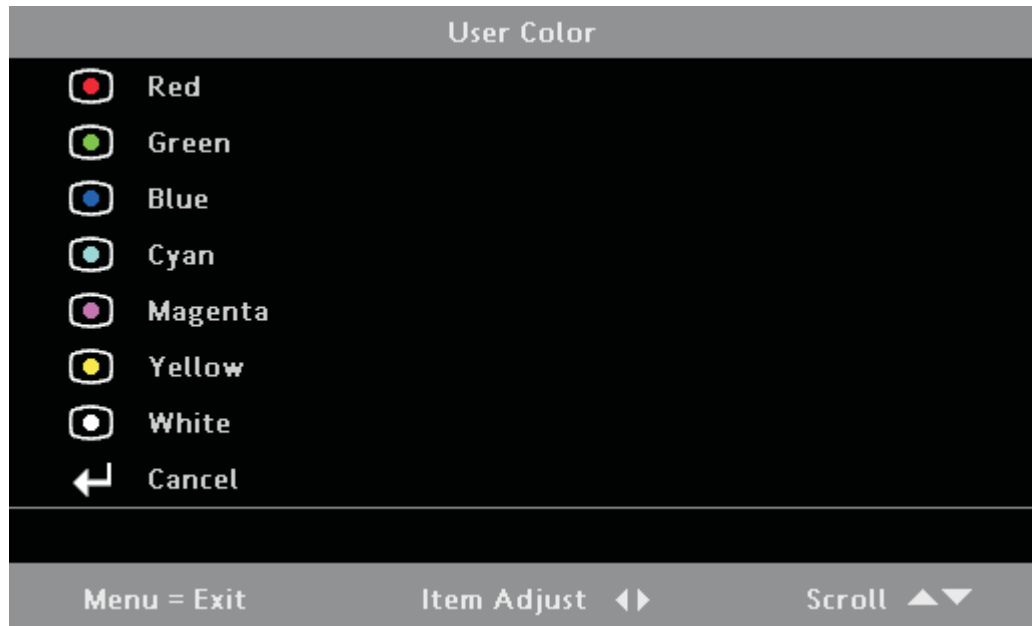 User Color
Red
Green
Blue
Cyan
Magenta
Yellow
White
Cancel
Menu = Exit Item Adjust Scroll